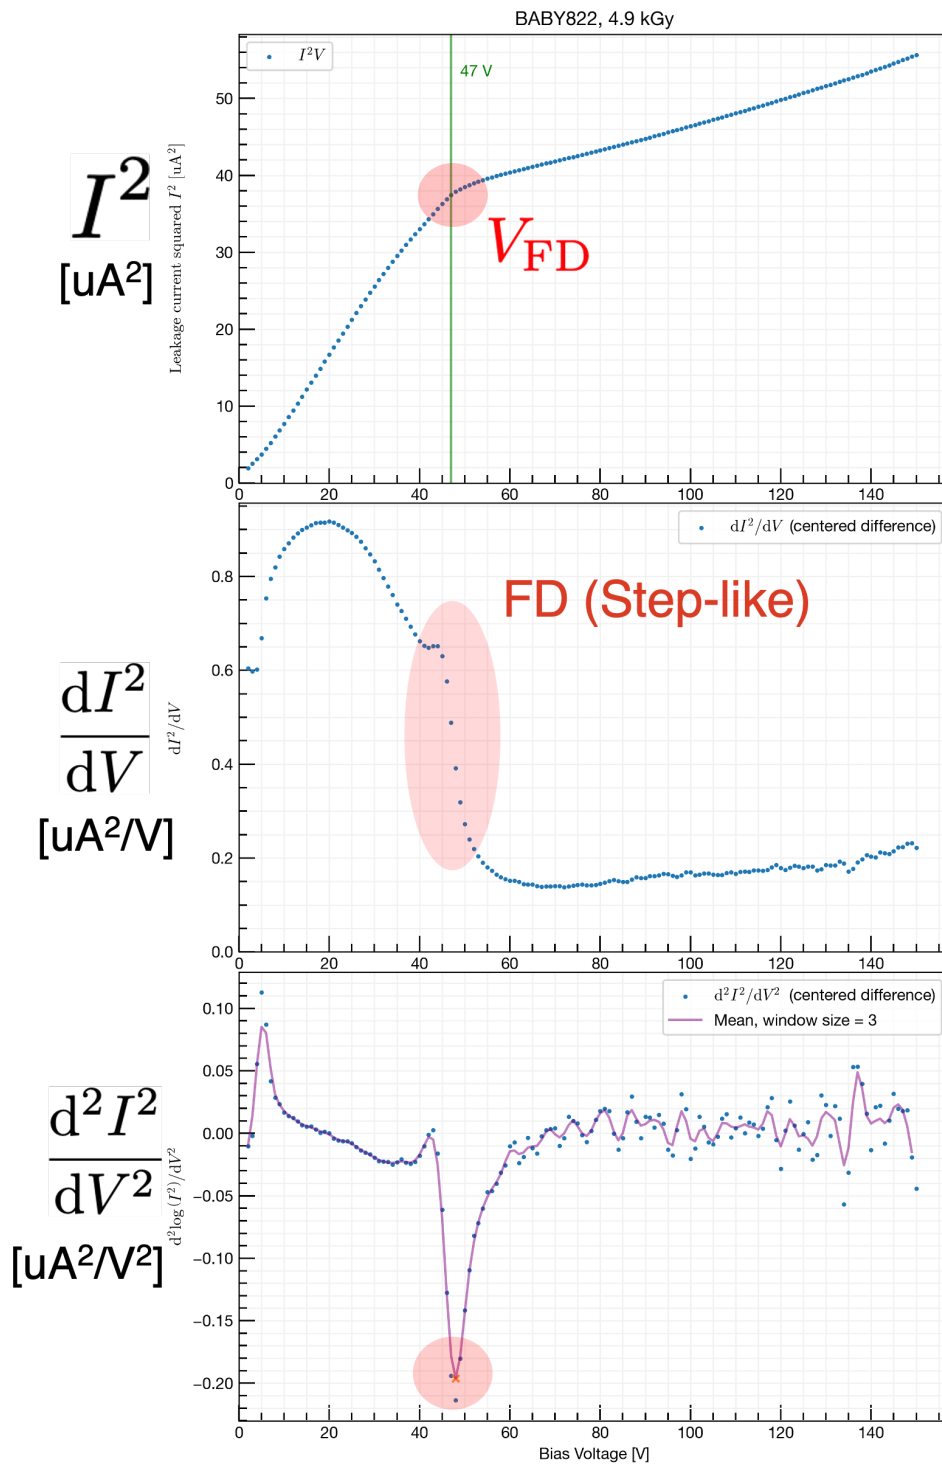 BABY822, 4.9 kGy
I²V
47 V
I²
[uA²]
Leakage current squared I² [uA²]
V_FD
50
40
30
20
10
0
0 20 40 60 80 100 120 140
dI²/dV (centered difference)
FD (Step-like)
dI²/dV
[uA²/V]
dI²/dV
0.8
0.6
0.4
0.2
0.0
0 20 40 60 80 100 120 140
d²I²/dV² (centered difference)
Mean, window size = 3
d²I²/dV²
[uA²/V²]
d²log(I²)/dV²
0.10
0.05
0.00
−0.05
−0.10
−0.15
−0.20
0 20 40 60 80 100 120 140
Bias Voltage [V]